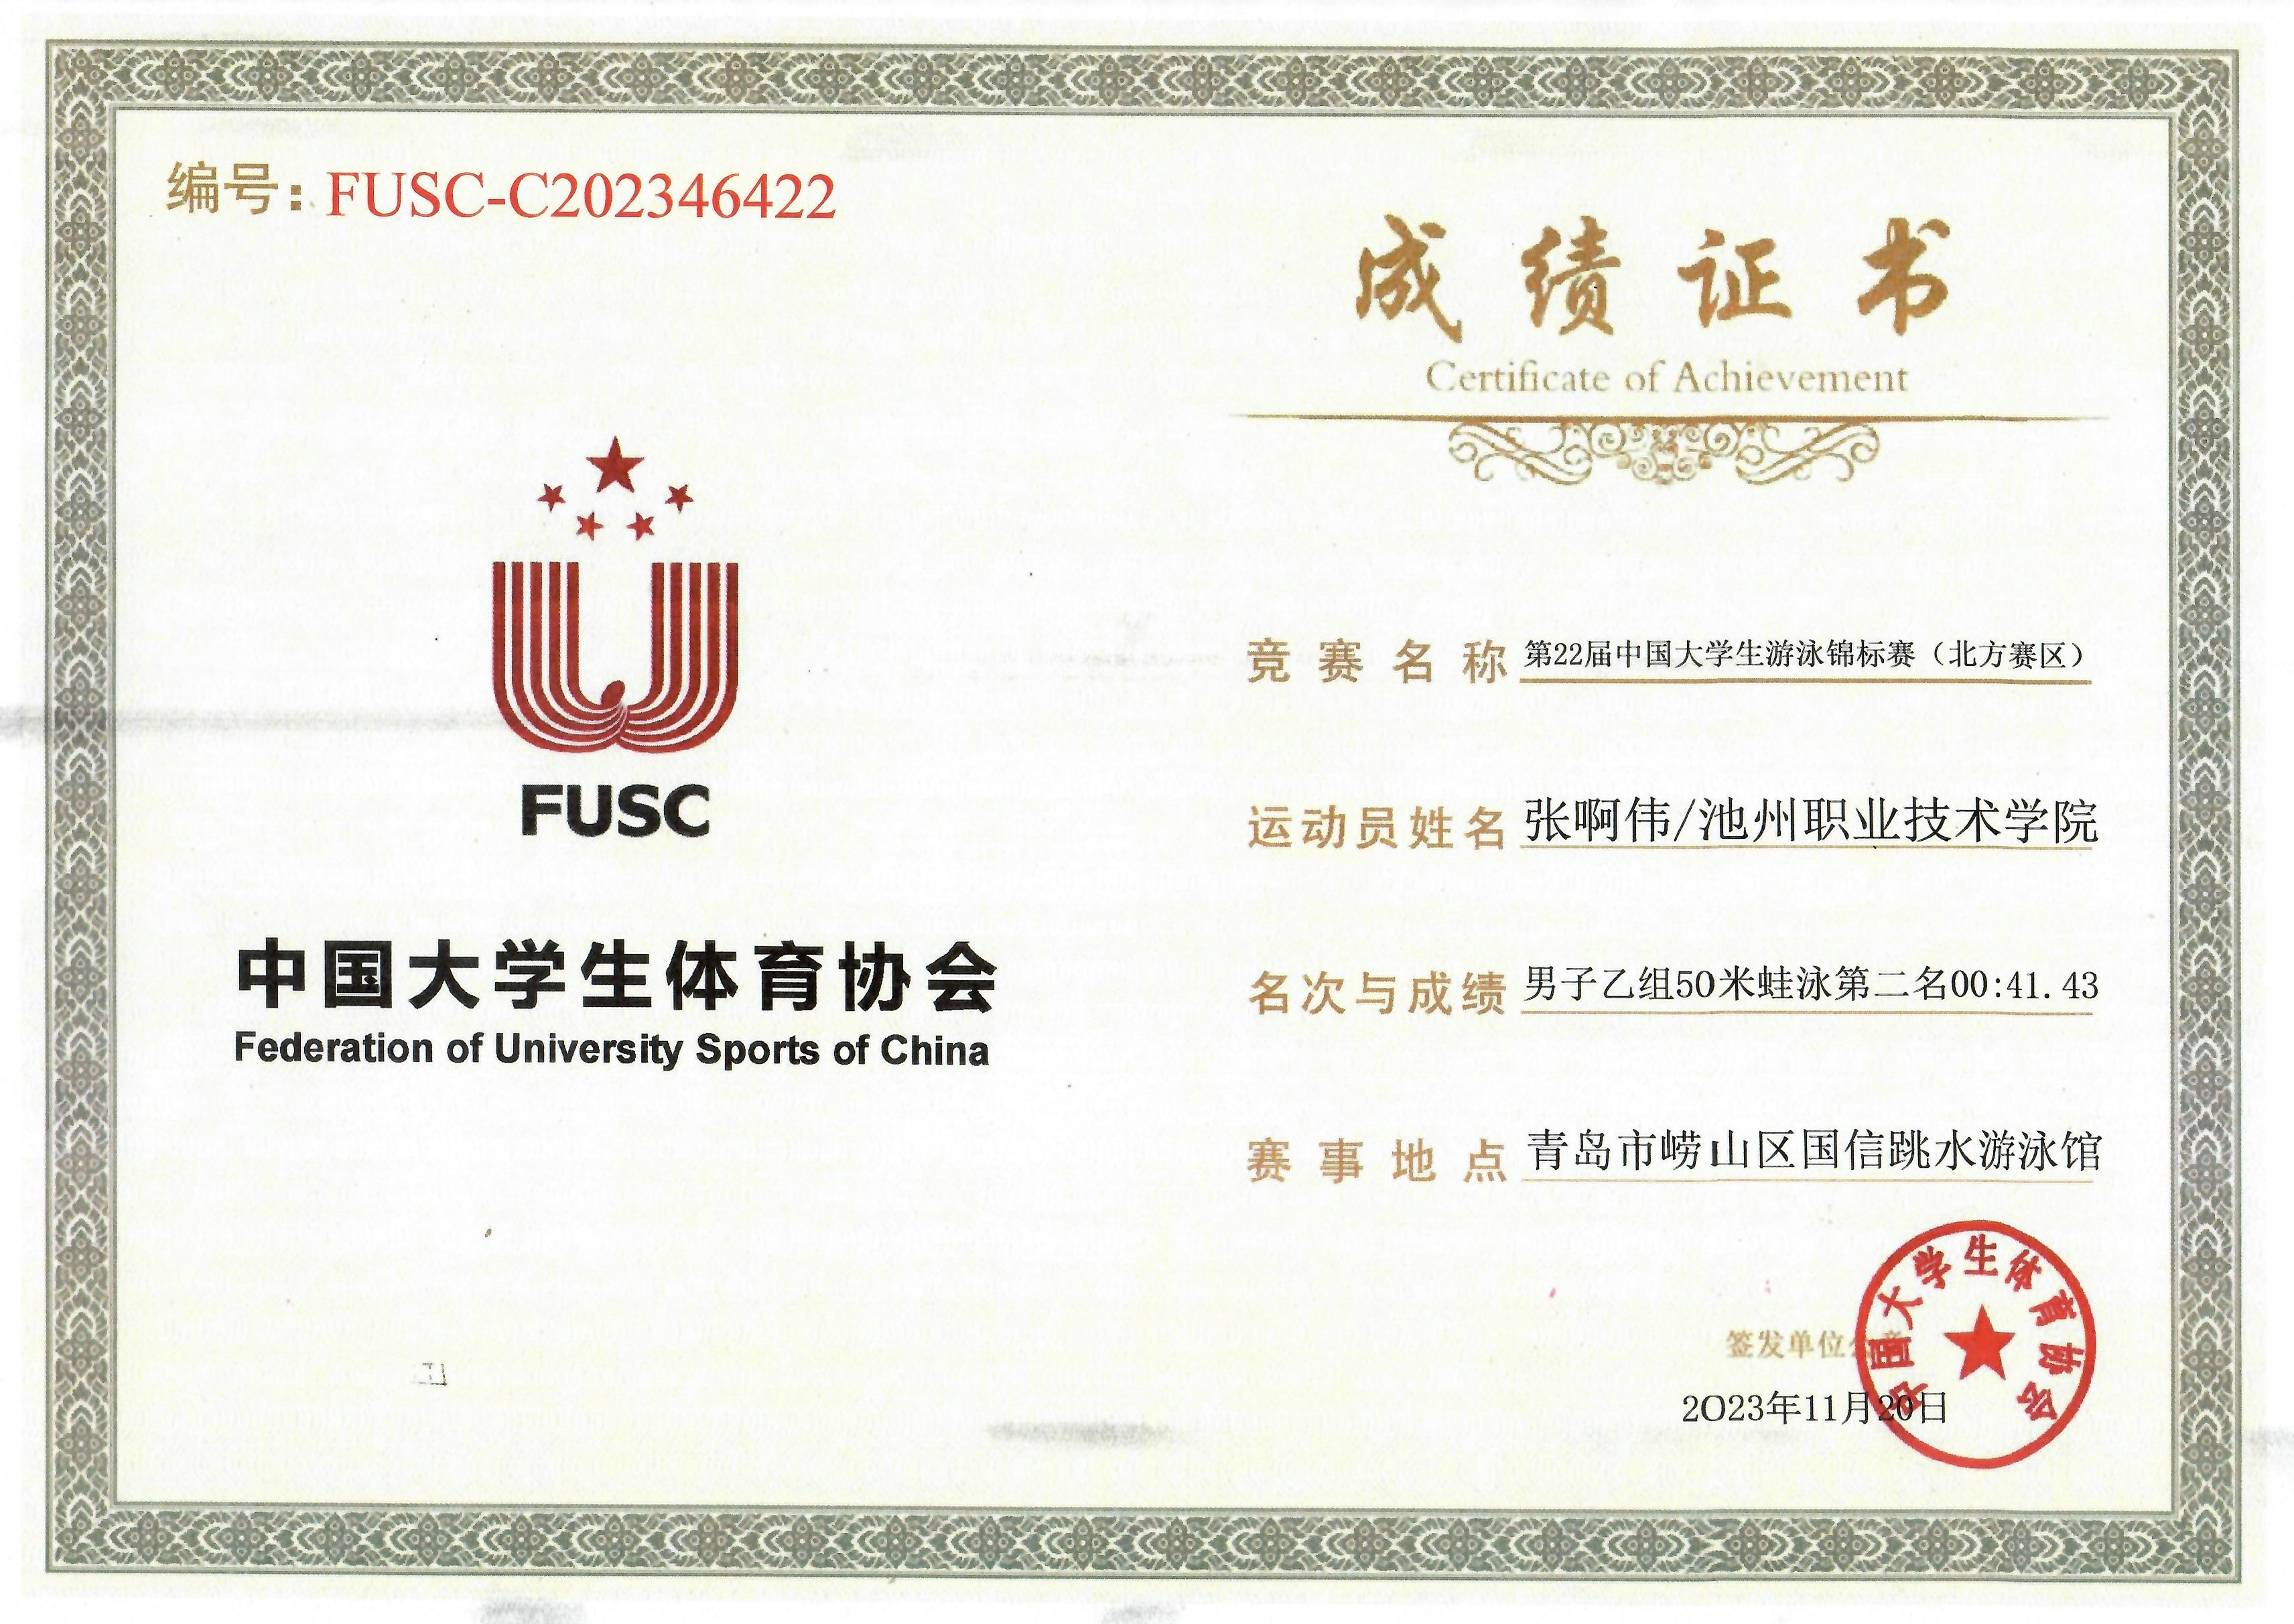 编号：FUSC-C202346422
成绩证书
Certificate of Achievement
FUSC
中国大学生体育协会
Federation of University Sports of China
竞赛名称 第22届中国大学生游泳锦标赛（北方赛区）
运动员姓名 张啊伟/池州职业技术学院
名次与成绩 男子乙组50米蛙泳第二名00:41.43
赛事地点 青岛市崂山区国信跳水游泳馆
签发单位公章
2023年11月20日
中国大学生体育协会